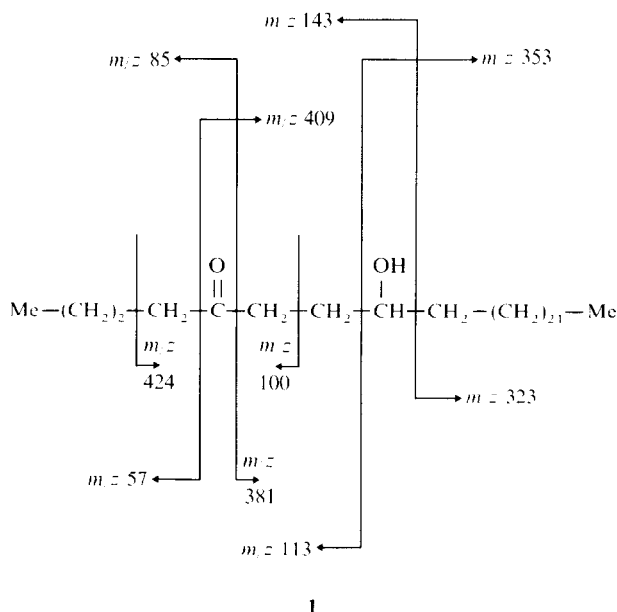 m/z 143
m/z 85
m/z 353
m/z 409
O
OH
Me—(CH₂)₂—CH₂—C—CH₂—CH₂—CH—CH₂—(CH₂)₂₁—Me
m/z
424
m/z
100
m/z 323
m/z 57
m/z
381
m/z 113
1